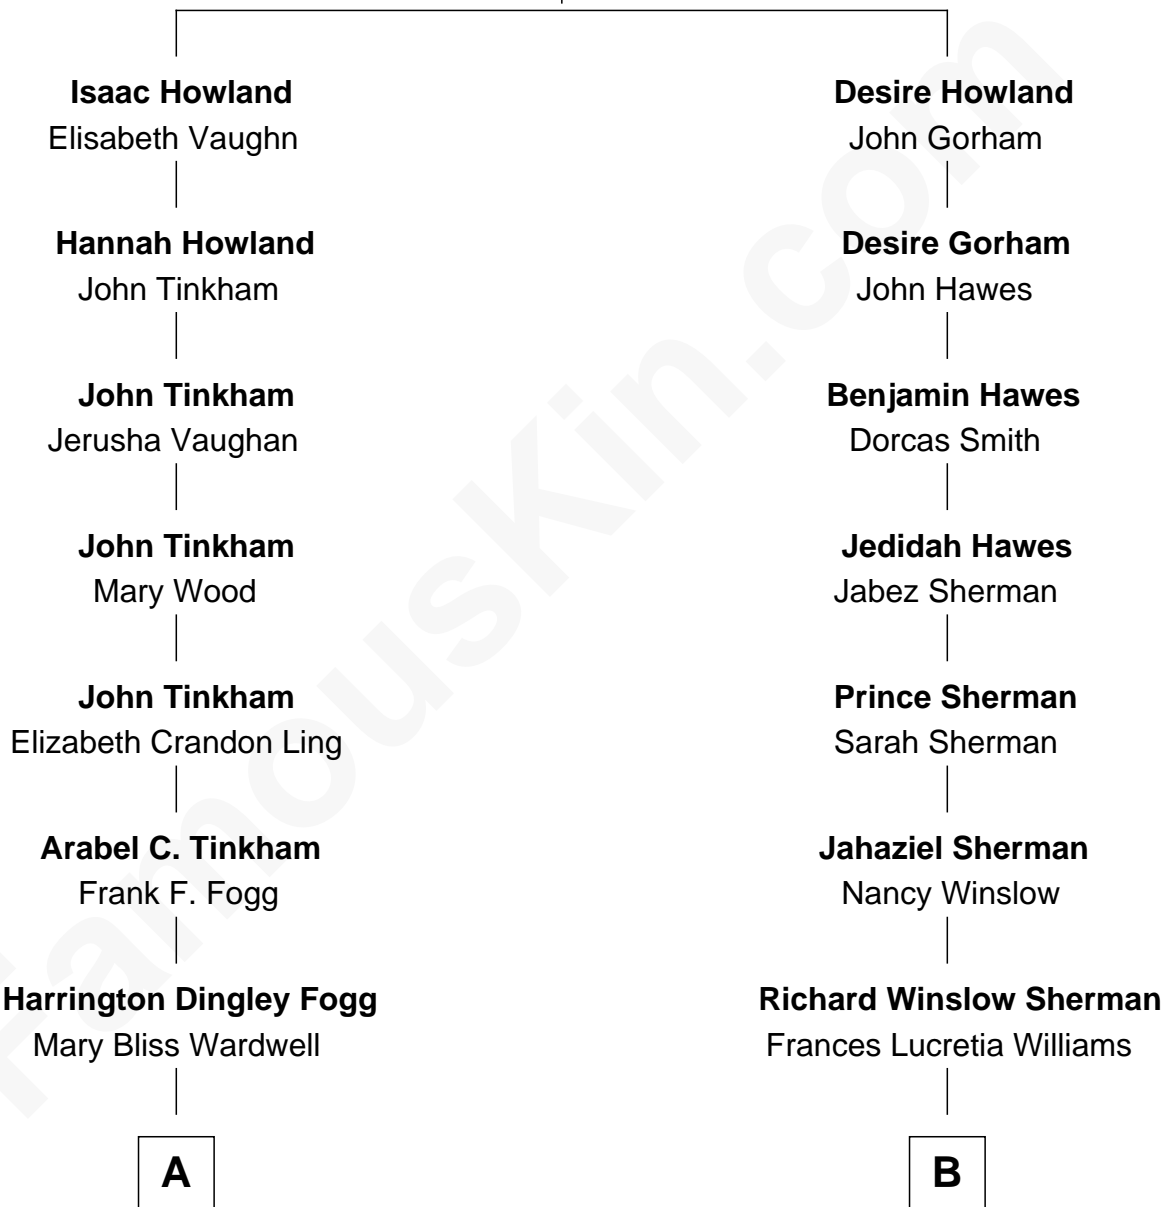 Isaac Howland
Elisabeth Vaughn
Hannah Howland
John Tinkham
John Tinkham
Jerusha Vaughan
John Tinkham
Mary Wood
John Tinkham
Elizabeth Crandon Ling
Arabel C. Tinkham
Frank F. Fogg
Harrington Dingley Fogg
Mary Bliss Wardwell
A
Desire Howland
John Gorham
Desire Gorham
John Hawes
Benjamin Hawes
Dorcas Smith
Jedidah Hawes
Jabez Sherman
Prince Sherman
Sarah Sherman
Jahaziel Sherman
Nancy Winslow
Richard Winslow Sherman
Frances Lucretia Williams
B
FamousKin.com